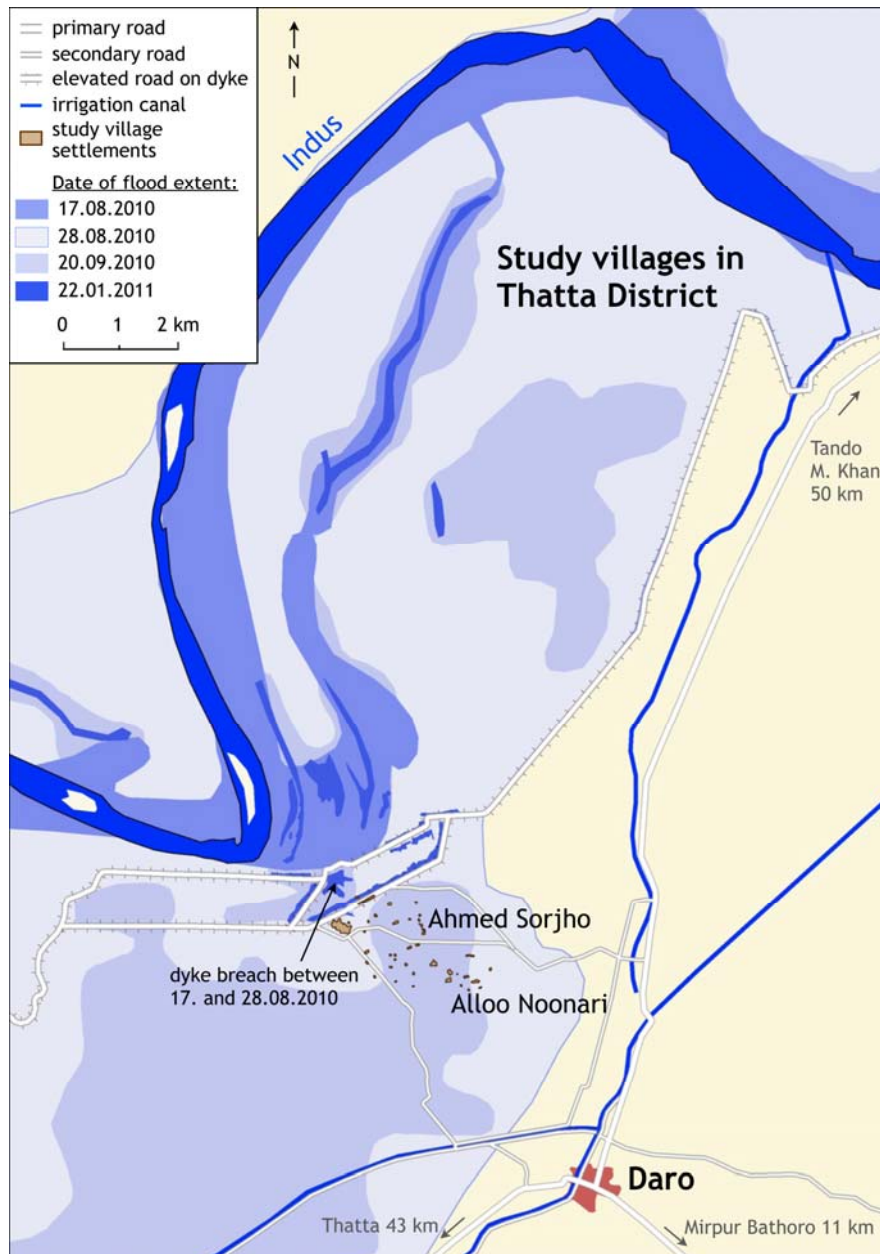 primary road
secondary road
elevated road on dyke
irrigation canal
study village
settlements
Date of flood extent:
17.08.2010
28.08.2010
20.09.2010
22.01.2011
0 1 2 km
N
Indus
Study villages in
Thatta District
Tando
M. Khan
50 km
Ahmed Sorjho
dyke breach between
17. and 28.08.2010
Alloo Noonari
Daro
Thatta 43 km
Mirpur Bathoro 11 km